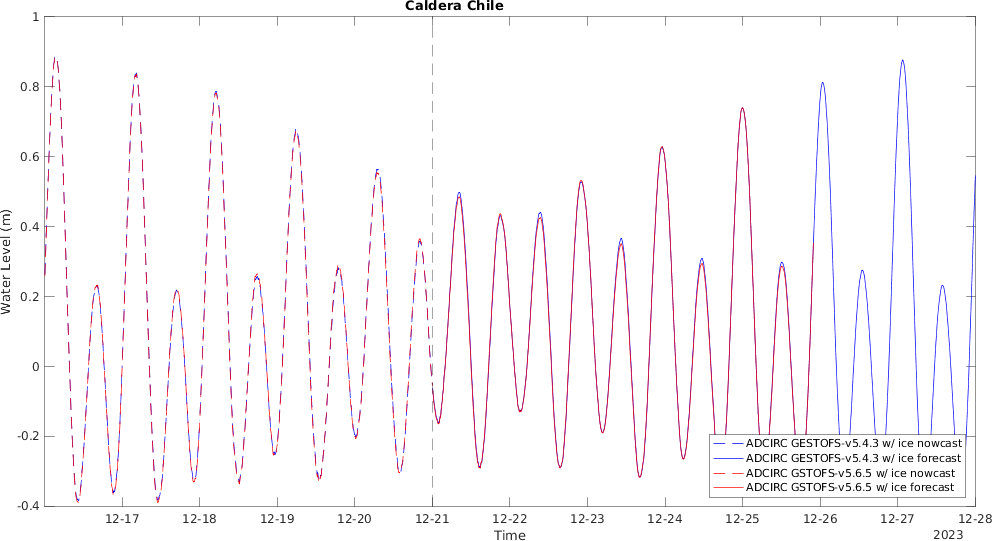 Caldera Chile
1
0.8
0.6
0.4
0.2
0
-0.2
-0.4
Water Level (m)
ADCIRC GESTOFS-v5.4.3 w/ ice nowcast
ADCIRC GESTOFS-v5.4.3 w/ ice forecast
ADCIRC GSTOFS-v5.6.5 w/ ice nowcast
ADCIRC GSTOFS-v5.6.5 w/ ice forecast
12-17 12-18 12-19 12-20 12-21 12-22 12-23 12-24 12-25 12-26 12-27 12-28
Time
2023